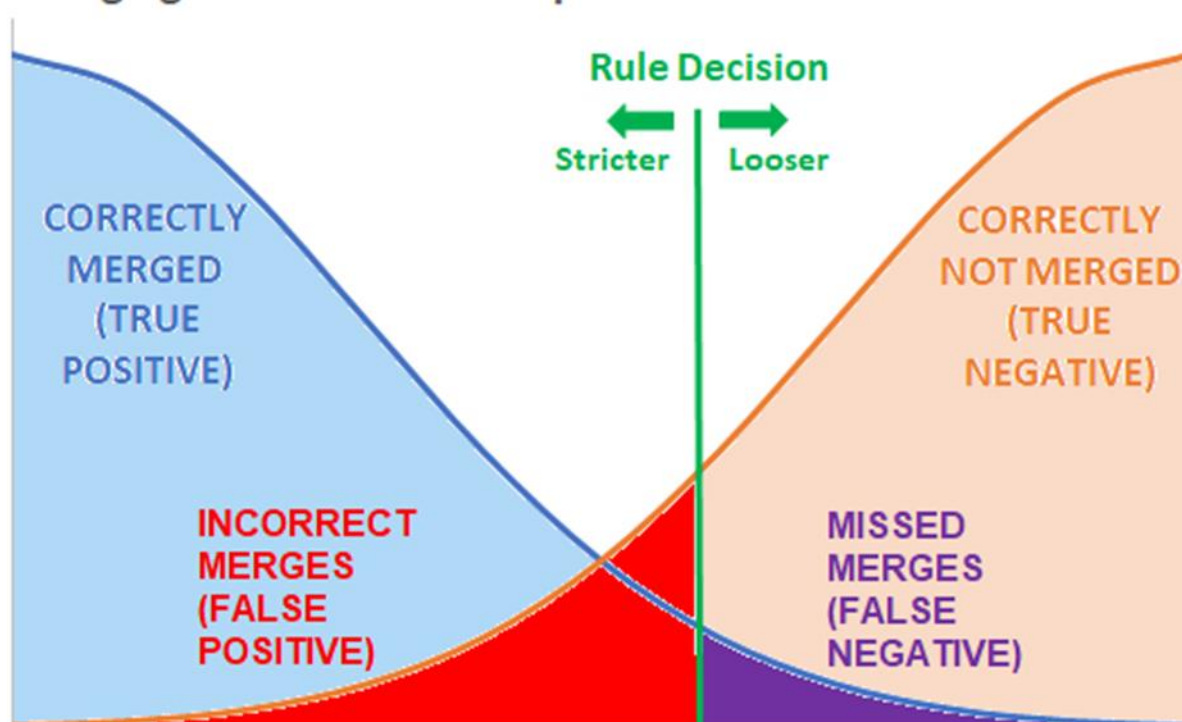 Rule Decision
Stricter
Looser
CORRECTLY
MERGED
(TRUE
POSITIVE)
CORRECTLY
NOT MERGED
(TRUE
NEGATIVE)
INCORRECT
MERGES
(FALSE
POSITIVE)
MISSED
MERGES
(FALSE
NEGATIVE)